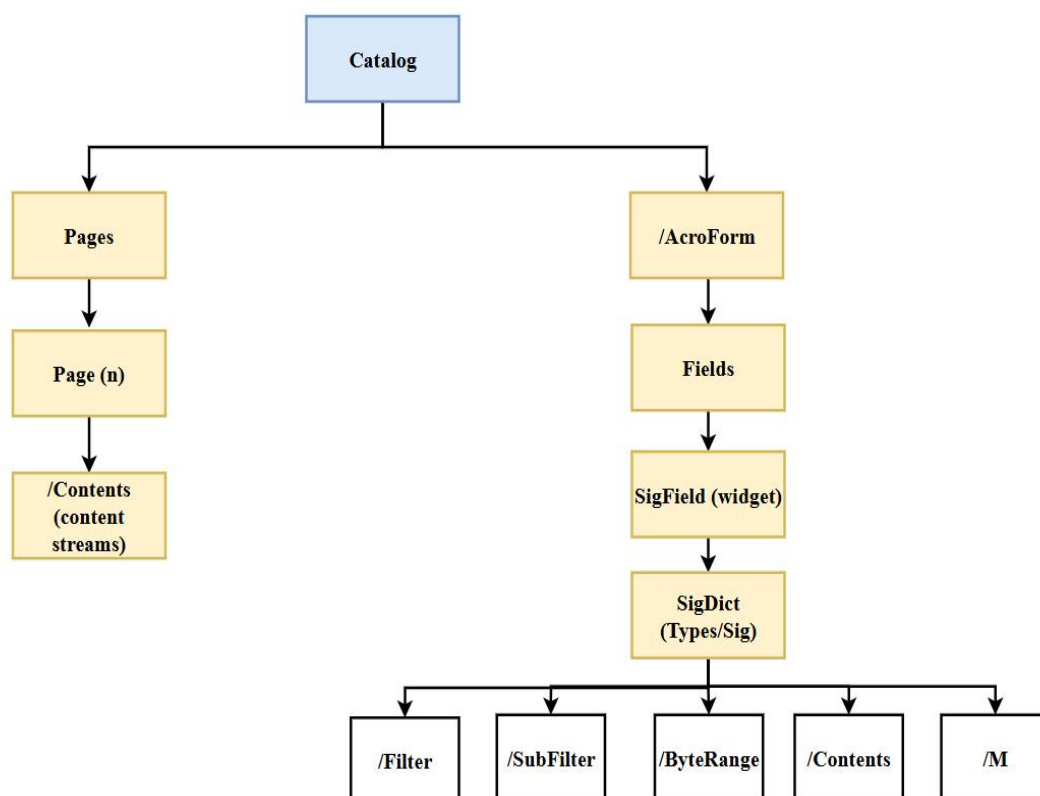 Catalog
Pages
/AcroForm
Page (n)
Fields
/Contents
(content
streams)
SigField (widget)
SigDict
(Types/Sig)
/Filter
/SubFilter
/ByteRange
/Contents
/M